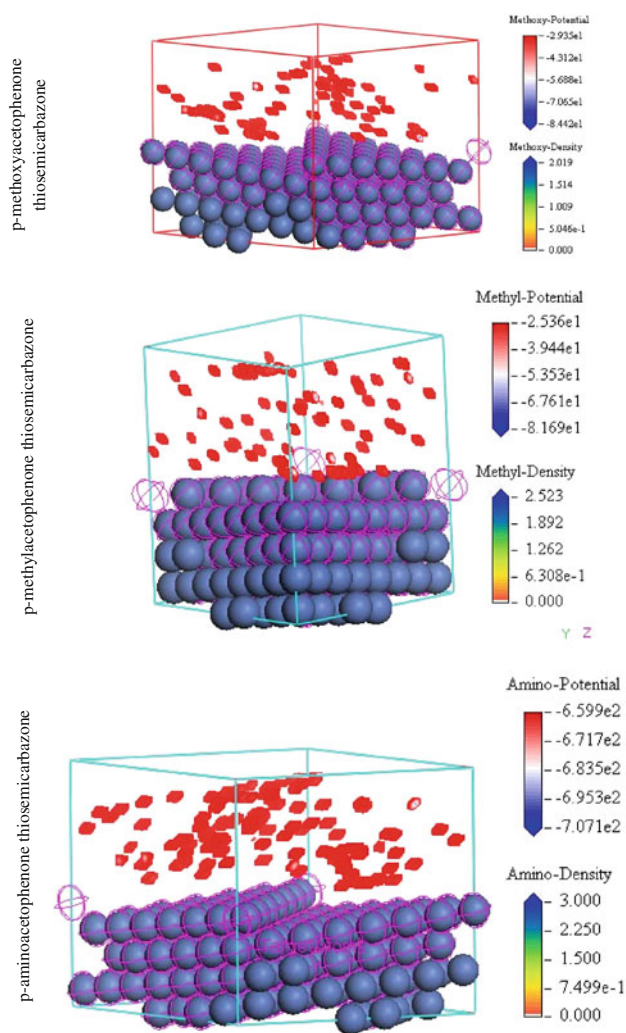 p-methoxyacetophenone
thiosemicarbazone
Methoxy-Potential
-2.935e1
-4.312e1
-5.688e1
-7.065e1
-8.442e1
Methoxy-Density
2.019
1.514
1.009
5.046e-1
0.000
p-methylacetophenone thiosemicarbazone
Methyl-Potential
-2.536e1
-3.944e1
-5.353e1
-6.761e1
-8.169e1
Methyl-Density
2.523
1.892
1.262
6.308e-1
0.000
Y Z
p-aminoacetophenone thiosemicarbazone
Amino-Potential
-6.599e2
-6.717e2
-6.835e2
-6.953e2
-7.071e2
Amino-Density
3.000
2.250
1.500
7.499e-1
0.000